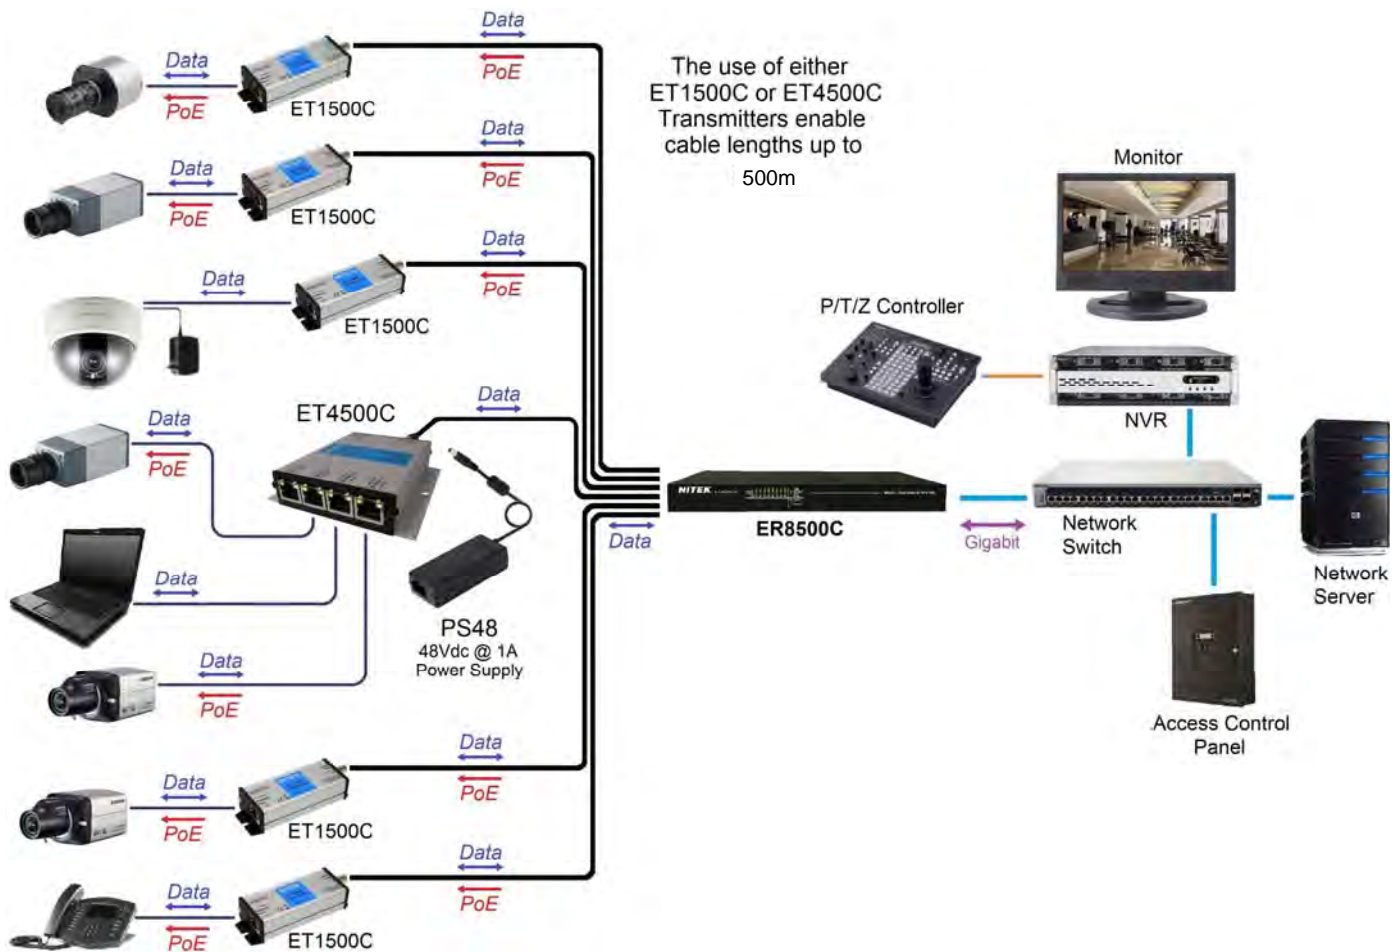 Data
PoE
Data
PoE
ET1500C
The use of either
ET1500C or ET4500C
Transmitters enable
cable lengths up to
500m
Data
PoE
Data
PoE
ET1500C
Monitor
Data
PoE
Data
ET1500C
P/T/Z Controller
NVR
ET4500C
Data
Data
PoE
NITEK
ER8500C
Data
Gigabit
Network
Switch
Network
Server
Data
PS48
48Vdc @ 1A
Power Supply
Data
PoE
Access Control
Panel
Data
PoE
Data
PoE
ET1500C
Data
PoE
Data
PoE
ET1500C